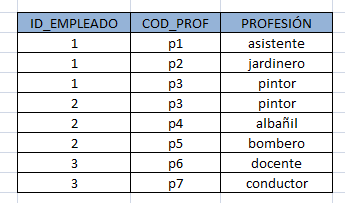 ID_EMPLEADO COD_PROF PROFESIÓN
1 p1 asistente
1 p2 jardinero
1 p3 pintor
2 p3 pintor
2 p4 albañil
2 p5 bombero
3 p6 docente
3 p7 conductor